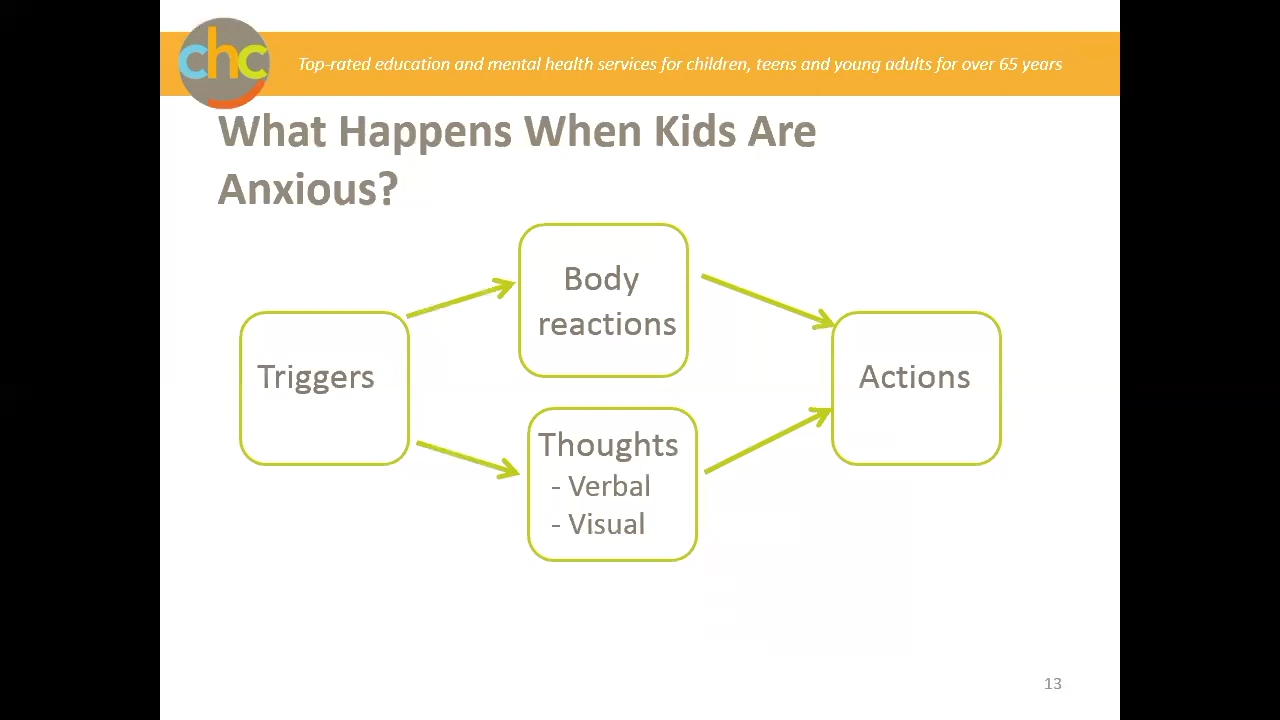 chc
Top-rated education and mental health services for children, teens and young adults for over 65 years
What Happens When Kids Are
Anxious?
Body
reactions
Triggers
Actions
Thoughts
- Verbal
- Visual
13